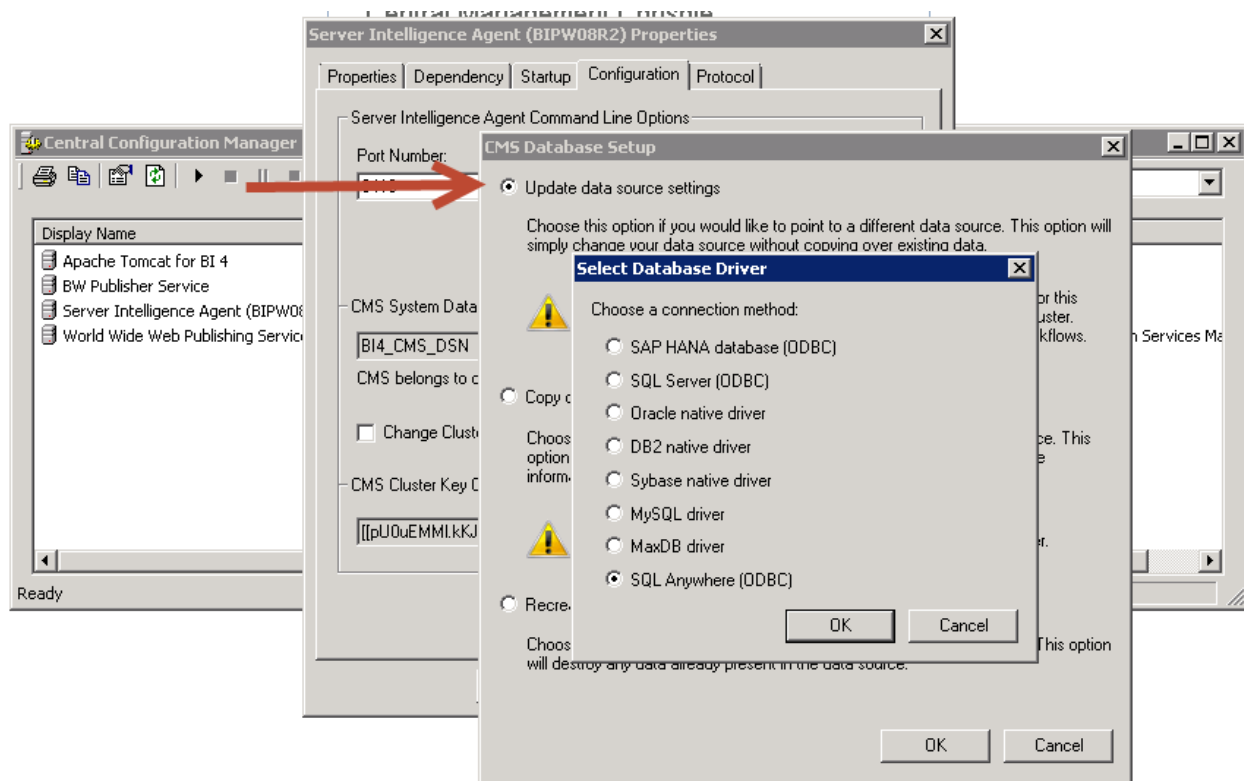 Central Management Console
Server Intelligence Agent (BIPW08R2) Properties
Properties
Dependency
Startup
Configuration
Protocol
Server Intelligence Agent Command Line Options
Port Number:
CMS System Data
BI4_CMS_DSN
CMS belongs to c
Change Clust
CMS Cluster Key C
Central Configuration Manager
Display Name
Apache Tomcat for BI 4
BW Publisher Service
Server Intelligence Agent (BIPW08
World Wide Web Publishing Servic
n Services Ma
Ready
CMS Database Setup
Update data source settings
Choose this option if you would like to point to a different data source. This option will
simply change your data source without copying over existing data.
or this
uster.
kflows.
Copy c
Choos
ce. This
option
inform
Recre
Choos
This option
will destroy any data already present in the data source.
OK
Cancel
Select Database Driver
Choose a connection method:
SAP HANA database (ODBC)
SQL Server (ODBC)
Oracle native driver
DB2 native driver
Sybase native driver
MySQL driver
MaxDB driver
SQL Anywhere (ODBC)
OK
Cancel